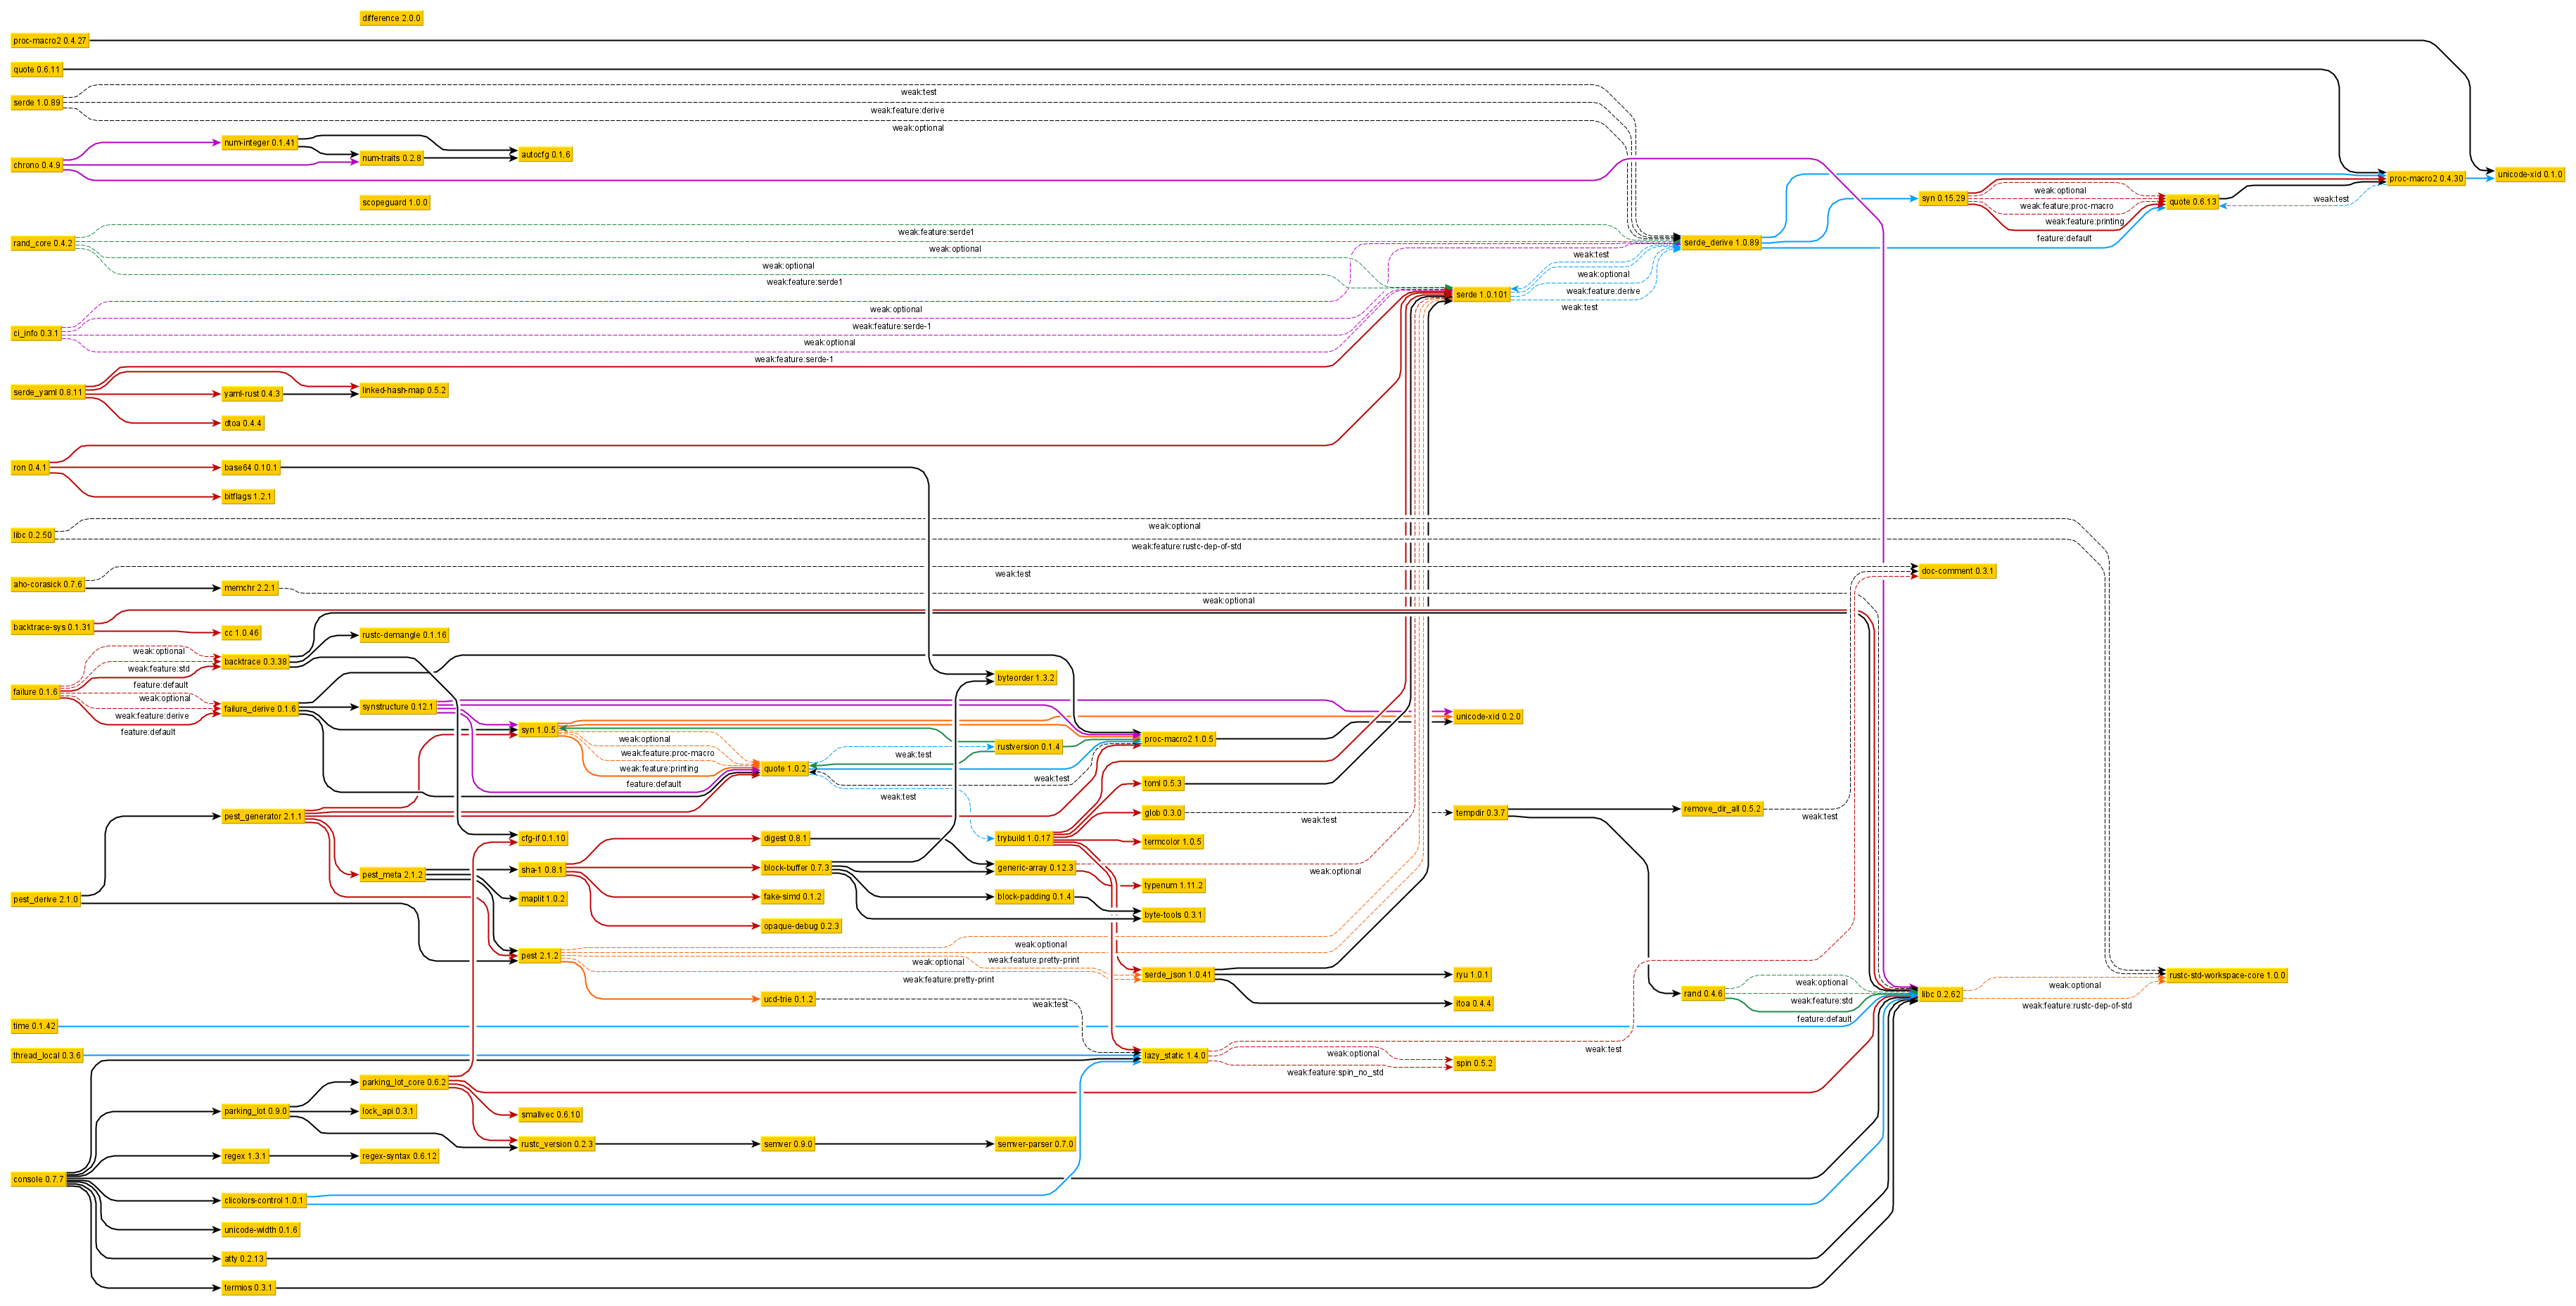 difference 2.0.0
proc-macro2 0.4.27
quote 0.6.11
weak:test
serde 1.0.89
weak:feature:derive
weak:optional
num-integer 0.1.41
autocfg 0.1.6
num-traits 0.2.8
chrono 0.4.9
unicode-xid 0.1.0
proc-macro2 0.4.30
weak:optional
syn 0.15.29
scopeguard 1.0.0
quote 0.6.13
weak:test
weak:feature:proc-macro
weak:feature:printing
weak:feature:serde1
feature:default
rand_core 0.4.2
serde_derive 1.0.89
weak:optional
weak:test
weak:optional
weak:optional
weak:feature:serde1
weak:feature:derive
serde 1.0.101
weak:test
weak:optional
weak:feature:serde-1
ci_info 0.3.1
weak:optional
weak:feature:serde-1
serde_yaml 0.8.11
yaml-rust 0.4.3
linked-hash-map 0.5.2
dtoa 0.4.4
ron 0.4.1
base64 0.10.1
bitflags 1.2.1
weak:optional
libc 0.2.50
weak:feature:rustc-dep-of-std
weak:test
doc-comment 0.3.1
aho-corasick 0.7.6
memchr 2.2.1
weak:optional
backtrace-sys 0.1.31
cc 1.0.46
rustc-demangle 0.1.16
weak:optional
backtrace 0.3.38
weak:feature:std
feature:default
byteorder 1.3.2
failure 0.1.6
weak:optional
failure_derive 0.1.6
synstructure 0.12.1
weak:feature:derive
feature:default
unicode-xid 0.2.0
syn 1.0.5
weak:optional
weak:feature:proc-macro
rustversion 0.1.4
proc-macro2 1.0.5
weak:test
weak:feature:printing
quote 1.0.2
weak:test
feature:default
toml 0.5.3
weak:test
pest_generator 2.1.1
glob 0.3.0
weak:test
tempdir 0.3.7
remove_dir_all 0.5.2
weak:test
cfg-if 0.1.10
digest 0.8.1
trybuild 1.0.17
termcolor 1.0.5
pest_meta 2.1.2
sha-1 0.8.1
block-buffer 0.7.3
generic-array 0.12.3
weak:optional
typenum 1.11.2
pest_derive 2.1.0
maplit 1.0.2
fake-simd 0.1.2
block-padding 0.1.4
byte-tools 0.3.1
opaque-debug 0.2.3
weak:optional
pest 2.1.2
weak:optional
weak:feature:pretty-print
weak:feature:pretty-print
serde_json 1.0.41
ryu 1.0.1
rustc-std-workspace-core 1.0.0
weak:optional
weak:optional
rand 0.4.6
weak:feature:std
libc 0.2.62
weak:feature:rustc-dep-of-std
ucd-trie 0.1.2
weak:test
itoa 0.4.4
feature:default
time 0.1.42
thread_local 0.3.6
lazy_static 1.4.0
weak:test
weak:optional
weak:feature:spin_no_std
spin 0.5.2
parking_lot_core 0.6.2
parking_lot 0.9.0
lock_api 0.3.1
smallvec 0.6.10
rustc_version 0.2.3
semver 0.9.0
semver-parser 0.7.0
regex 1.3.1
regex-syntax 0.6.12
console 0.7.7
clicolors-control 1.0.1
unicode-width 0.1.6
atty 0.2.13
termios 0.3.1